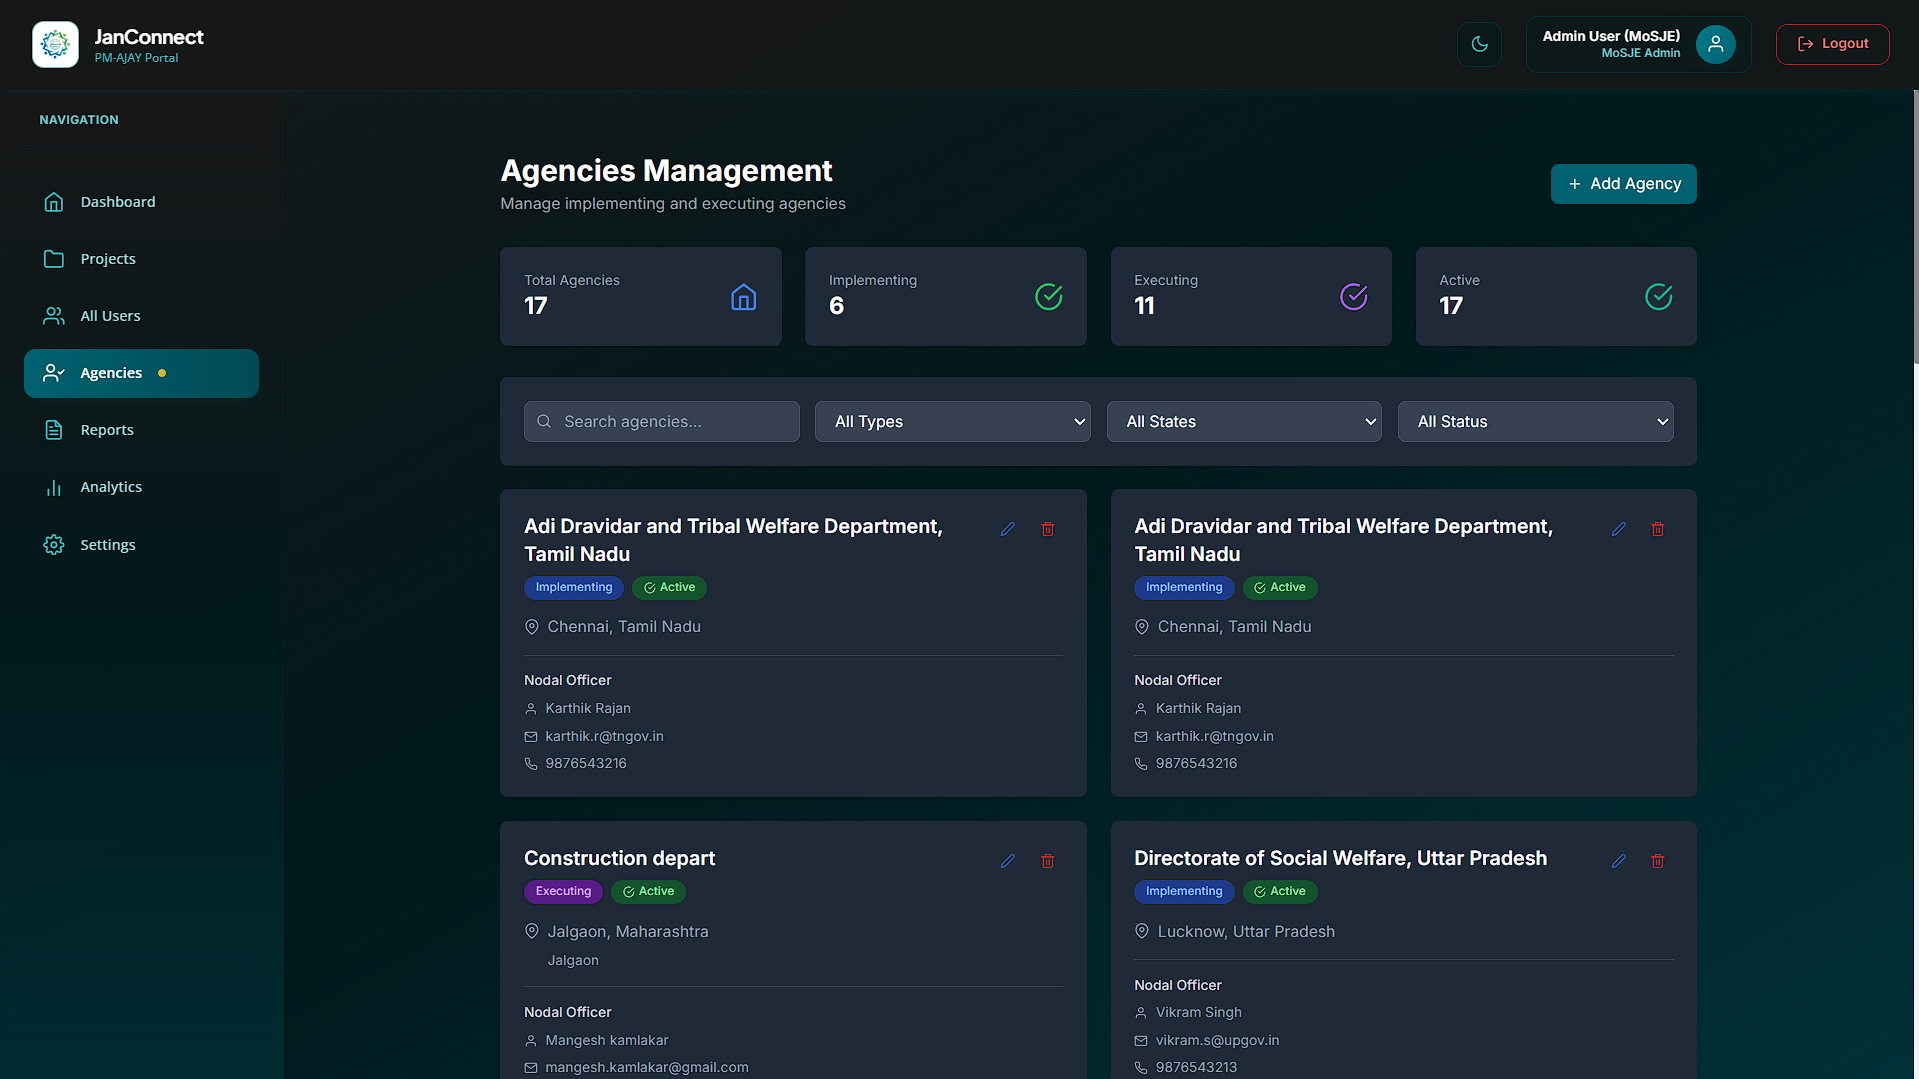 JanConnect
PM-AJAY Portal
Admin User (MoSJE)
MoSJE Admin
Logout
NAVIGATION
Dashboard
Projects
All Users
Agencies
Reports
Analytics
Settings
Agencies Management
Manage implementing and executing agencies
+ Add Agency
Total Agencies
17
Implementing
6
Executing
11
Active
17
Search agencies...
All Types
All States
All Status
Adi Dravidar and Tribal Welfare Department,
Tamil Nadu
Implementing
Active
Chennai, Tamil Nadu
Nodal Officer
Karthik Rajan
karthik.r@tngov.in
9876543216
Adi Dravidar and Tribal Welfare Department,
Tamil Nadu
Implementing
Active
Chennai, Tamil Nadu
Nodal Officer
Karthik Rajan
karthik.r@tngov.in
9876543216
Construction depart
Executing
Active
Jalgaon, Maharashtra
Jalgaon
Nodal Officer
Mangesh kamlakar
mangesh.kamlakar@gmail.com
Directorate of Social Welfare, Uttar Pradesh
Implementing
Active
Lucknow, Uttar Pradesh
Nodal Officer
Vikram Singh
vikram.s@upgov.in
9876543213